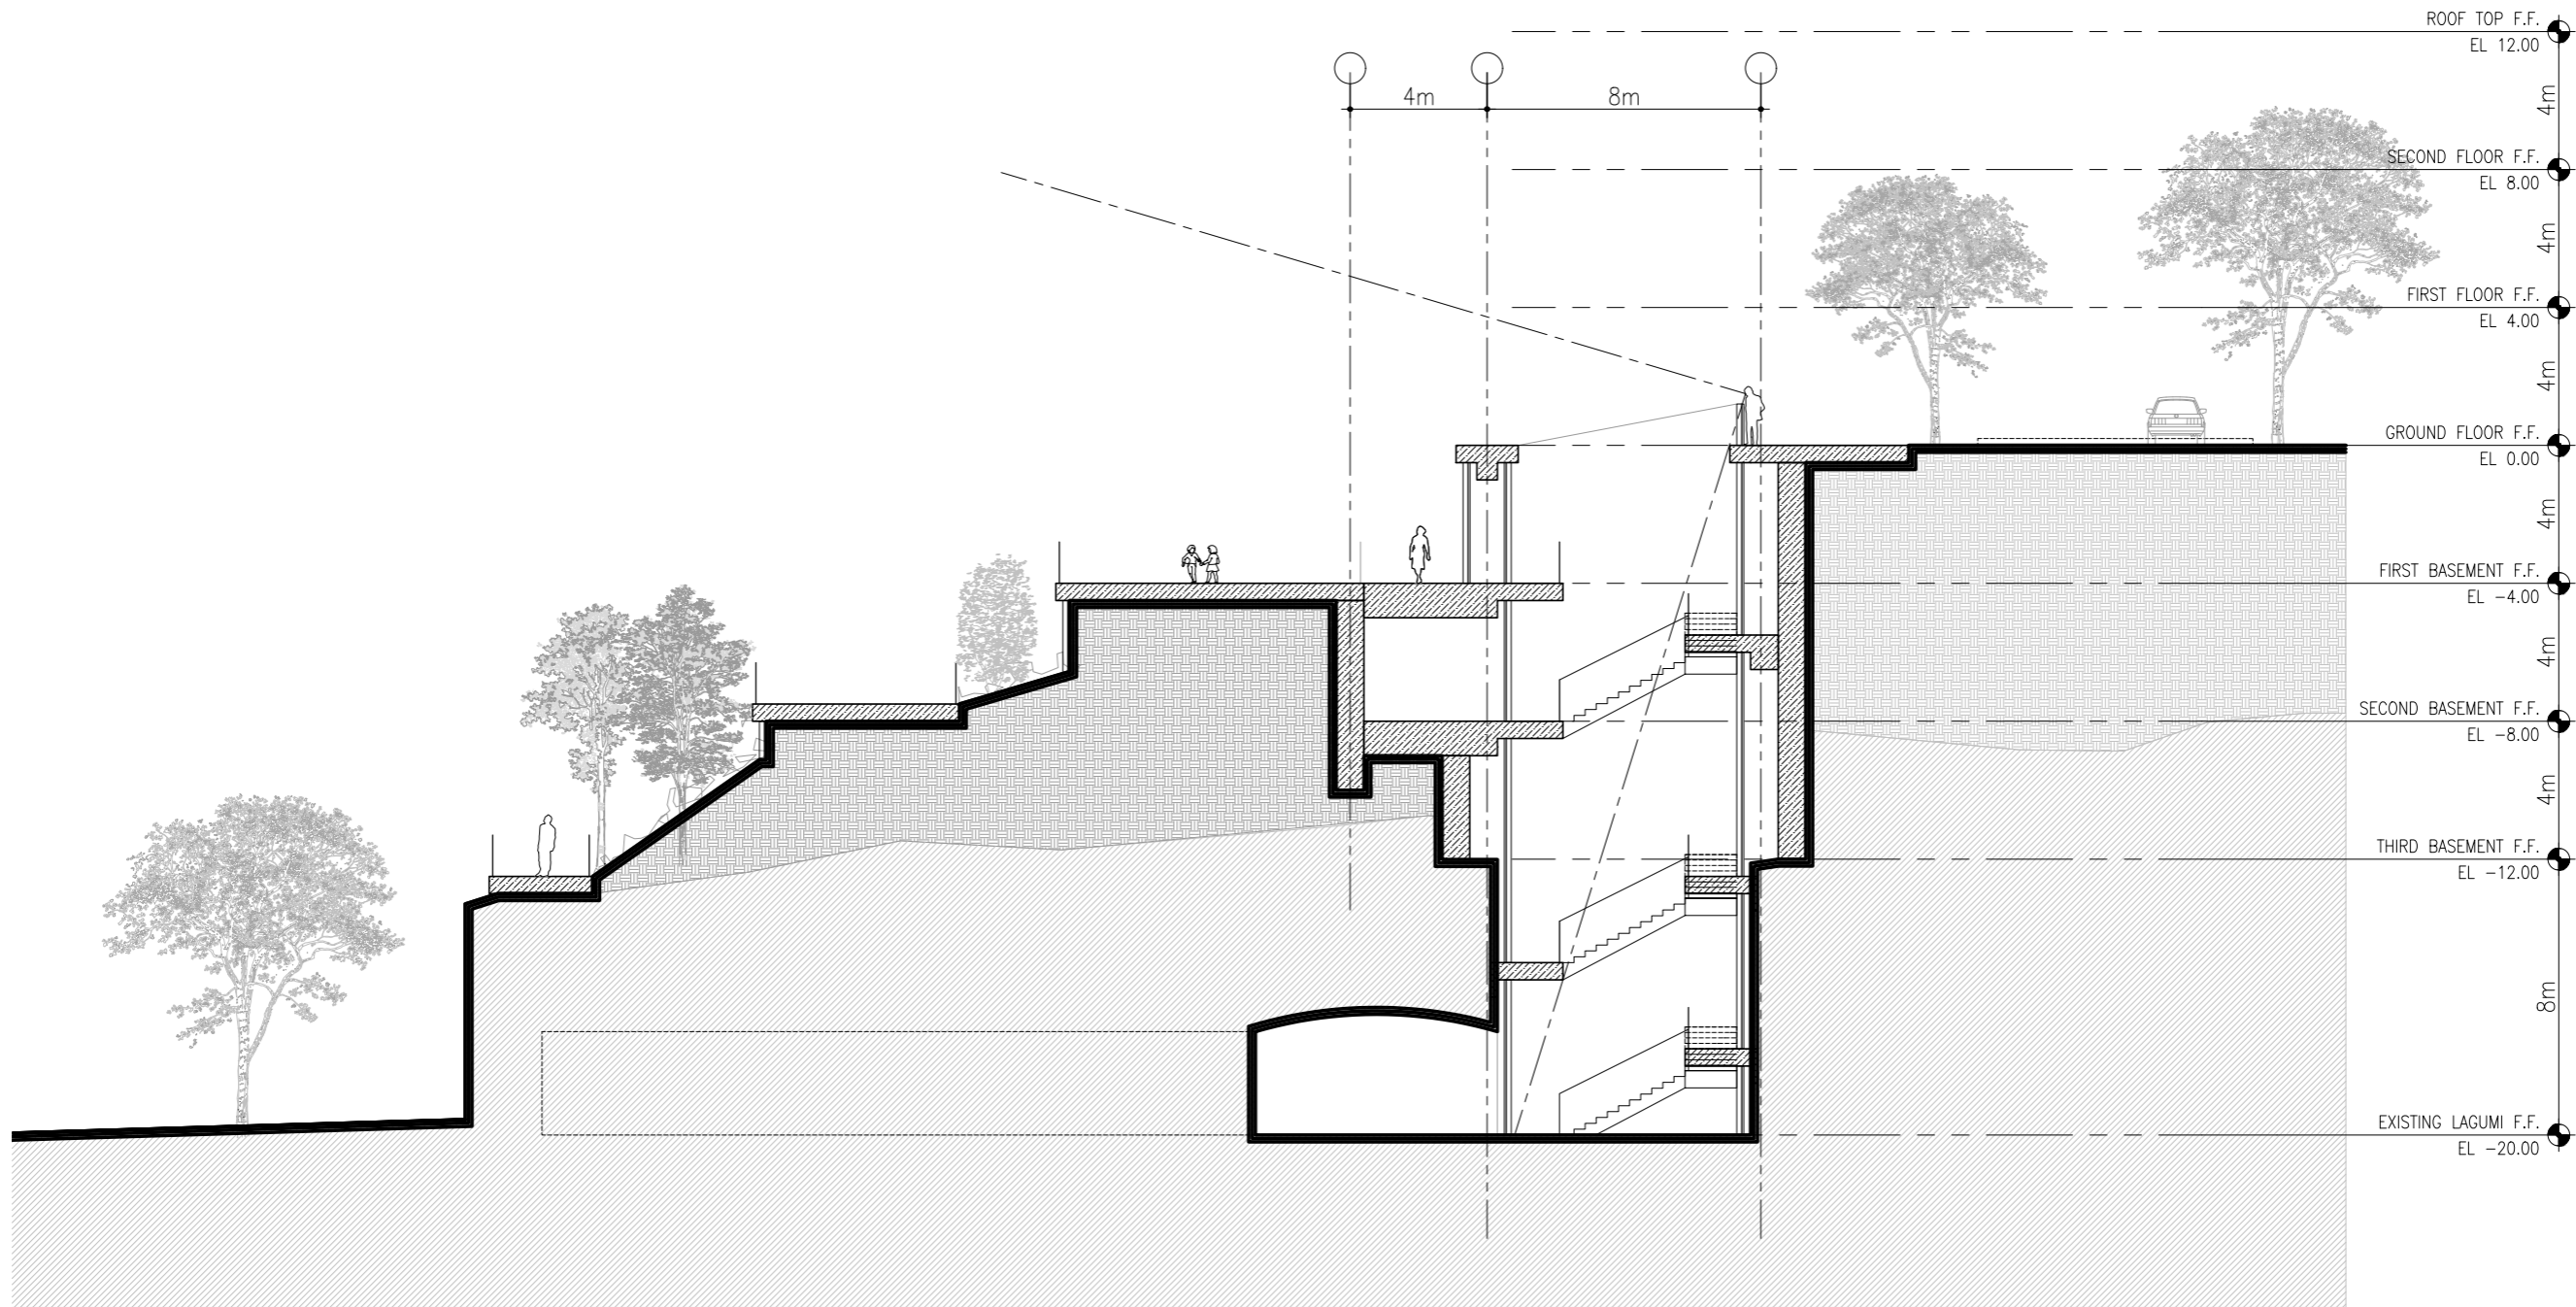 ROOF TOP F.F.
EL 12.00
4m
8m
4m
SECOND FLOOR F.F.
EL 8.00
4m
FIRST FLOOR F.F.
EL 4.00
4m
GROUND FLOOR F.F.
EL 0.00
4m
FIRST BASEMENT F.F.
EL -4.00
4m
SECOND BASEMENT F.F.
EL -8.00
4m
THIRD BASEMENT F.F.
EL -12.00
8m
EXISTING LAGUMI F.F.
EL -20.00